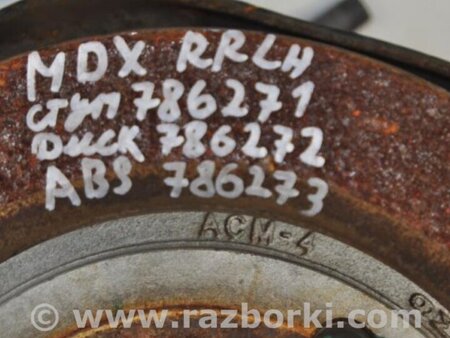 MDX RRLH
ступ 786271
Диск 786272
ABS 786273
ACM-4
www.razborki.com